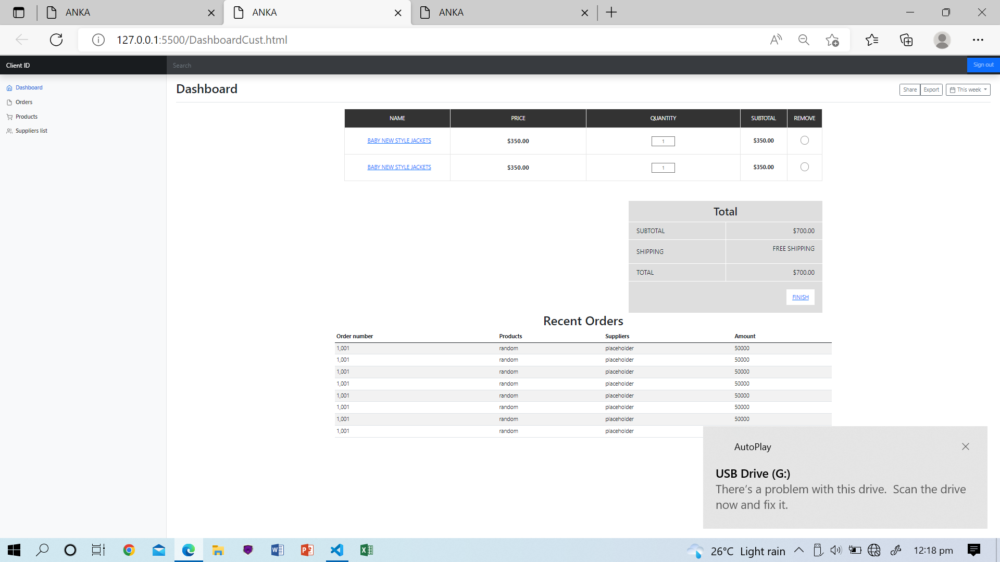 ANKA ANKA ANKA
127.0.0.1:5500/DashboardCust.html
Client ID Search Sign out
Dashboard
Orders
Products
Suppliers list
Dashboard Share Export This week
NAME PRICE QUANTITY SUBTOTAL REMOVE
BABY NEW STYLE JACKETS $350.00 1 $350.00
BABY NEW STYLE JACKETS $350.00 1 $350.00
Total
SUBTOTAL $700.00
SHIPPING FREE SHIPPING
TOTAL $700.00
FINISH
Recent Orders
Order number Products Suppliers Amount
1,001 random placeholder 50000
1,001 random placeholder 50000
1,001 random placeholder 50000
1,001 random placeholder 50000
1,001 random placeholder 50000
1,001 random placeholder 50000
1,001 random placeholder 50000
1,001 random placeholder
AutoPlay
USB Drive (G:)
There's a problem with this drive. Scan the drive
now and fix it.
26°C Light rain 12:18 pm